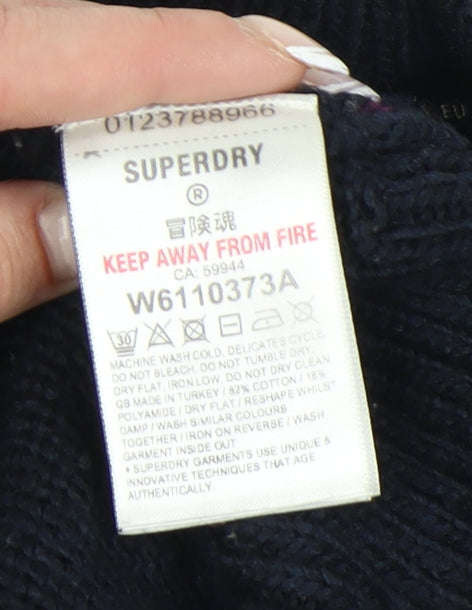 0123788966
SUPERDRY
®
冒険魂
KEEP AWAY FROM FIRE
CA: 59944
W6110373A
30
MACHINE WASH COLD, DELICATES CYCLE,
DO NOT BLEACH, DO NOT TUMBLE DRY,
DRY FLAT, IRON LOW, DO NOT DRY CLEAN
GB MADE IN TURKEY / 82% COTTON / 18%
POLYAMIDE / DRY FLAT / RESHAPE WHILST
DAMP / WASH SIMILAR COLOURS
TOGETHER / IRON ON REVERSE / WASH
GARMENT INSIDE OUT
• SUPERDRY GARMENTS USE UNIQUE &
INNOVATIVE TECHNIQUES THAT AGE
AUTHENTICALLY.
EU